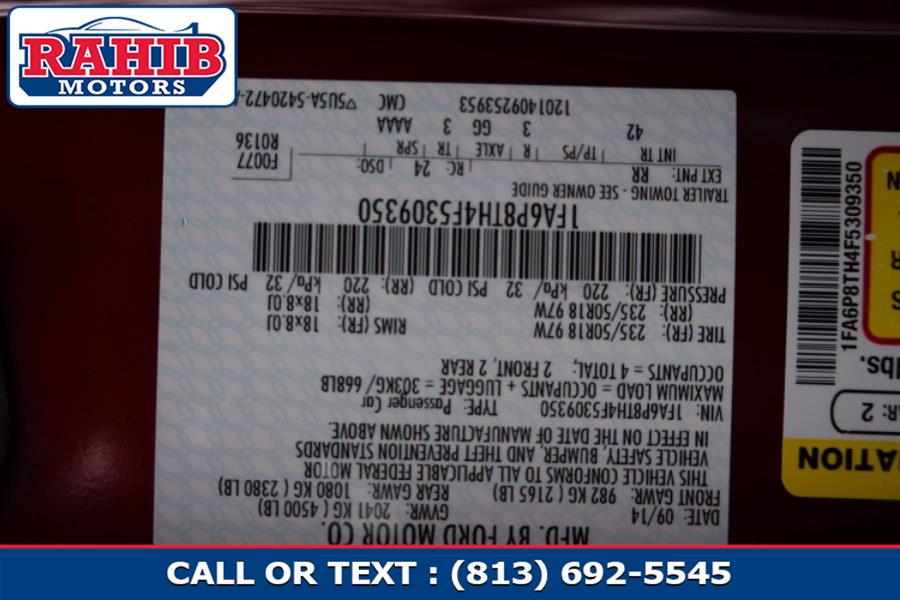 RAHIB
MOTORS
MFD. BY FORD MOTOR CO.
DATE: 09/14 GVWR: 2041 KG ( 4500 LB)
FRONT GAWR: 982 KG ( 2165 LB) REAR GAWR: 1080 KG ( 2380 LB)
THIS VEHICLE CONFORMS TO ALL APPLICABLE FEDERAL MOTOR
VEHICLE SAFETY, BUMPER, AND THEFT PREVENTION STANDARDS
IN EFFECT ON THE DATE OF MANUFACTURE SHOWN ABOVE.
VIN: 1FA6P8TH4F5309350 TYPE: Passenger Car
MAXIMUM LOAD = OCCUPANTS + LUGGAGE = 303KG/ 668LB
OCCUPANTS = 4 TOTAL: 2 FRONT, 2 REAR
TIRE (FR): 235/50R18 97W RIMS (FR): 18x8.0J
(RR): 235/50R18 97W (RR): 18x8.0J
PRESSURE (FR): 220 kPa/ 32 PSI COLD (RR): 220 kPa/ 32 PSI COLD
1FA6P8TH4F5309350
TRAILER TOWING - SEE OWNER GUIDE
EXT PNT: RR RC: 24 DSO: F0077
INT TR TP/PS R AXLE TR SPR R0136
42 3 GG 3 AAAA
1201409253953 CMC ▽5USA-5420472-
1FA6P8TH4F5309350
lbs.
AR: 2
CALL OR TEXT : (813) 692-5545